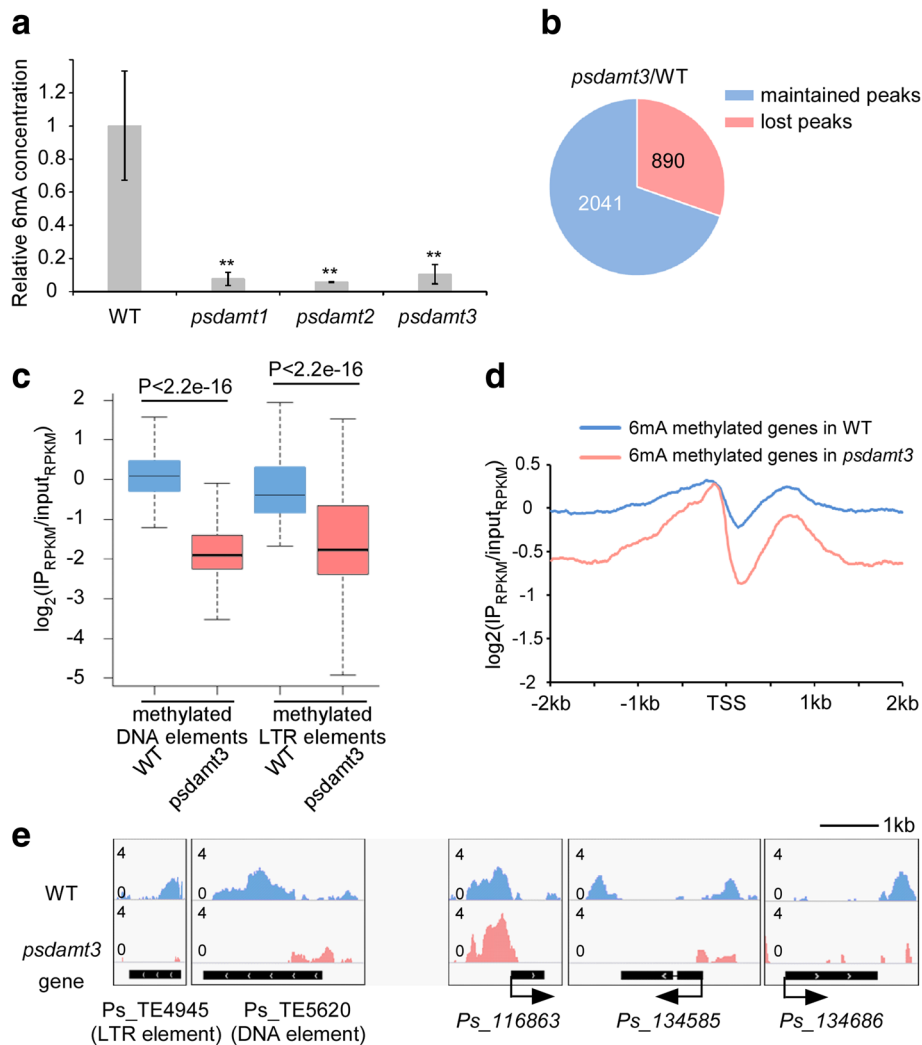 a
Relative 6mA concentration
1.2
1
0.8
0.6
0.4
0.2
0
**
**
**
WT
psdamt1
psdamt2
psdamt3
b
psdamt3/WT
maintained peaks
lost peaks
890
2041
c
P<2.2e-16
P<2.2e-16
log2(IPRPKM/inputRPKM)
2
1
0
-1
-2
-3
-4
-5
methylated
DNA elements
methylated
LTR elements
WT
psdamt3
WT
psdamt3
d
6mA methylated genes in WT
6mA methylated genes in psdamt3
log2(IPRPKM/inputRPKM)
0.5
0
-0.5
-1
-1.5
-2
-2kb
-1kb
TSS
1kb
2kb
e
1kb
WT
4
0
4
0
4
0
4
0
4
0
psdamt3
4
0
4
0
4
0
4
0
4
0
gene
Ps_TE4945
(LTR element)
Ps_TE5620
(DNA element)
Ps_116863
Ps_134585
Ps_134686